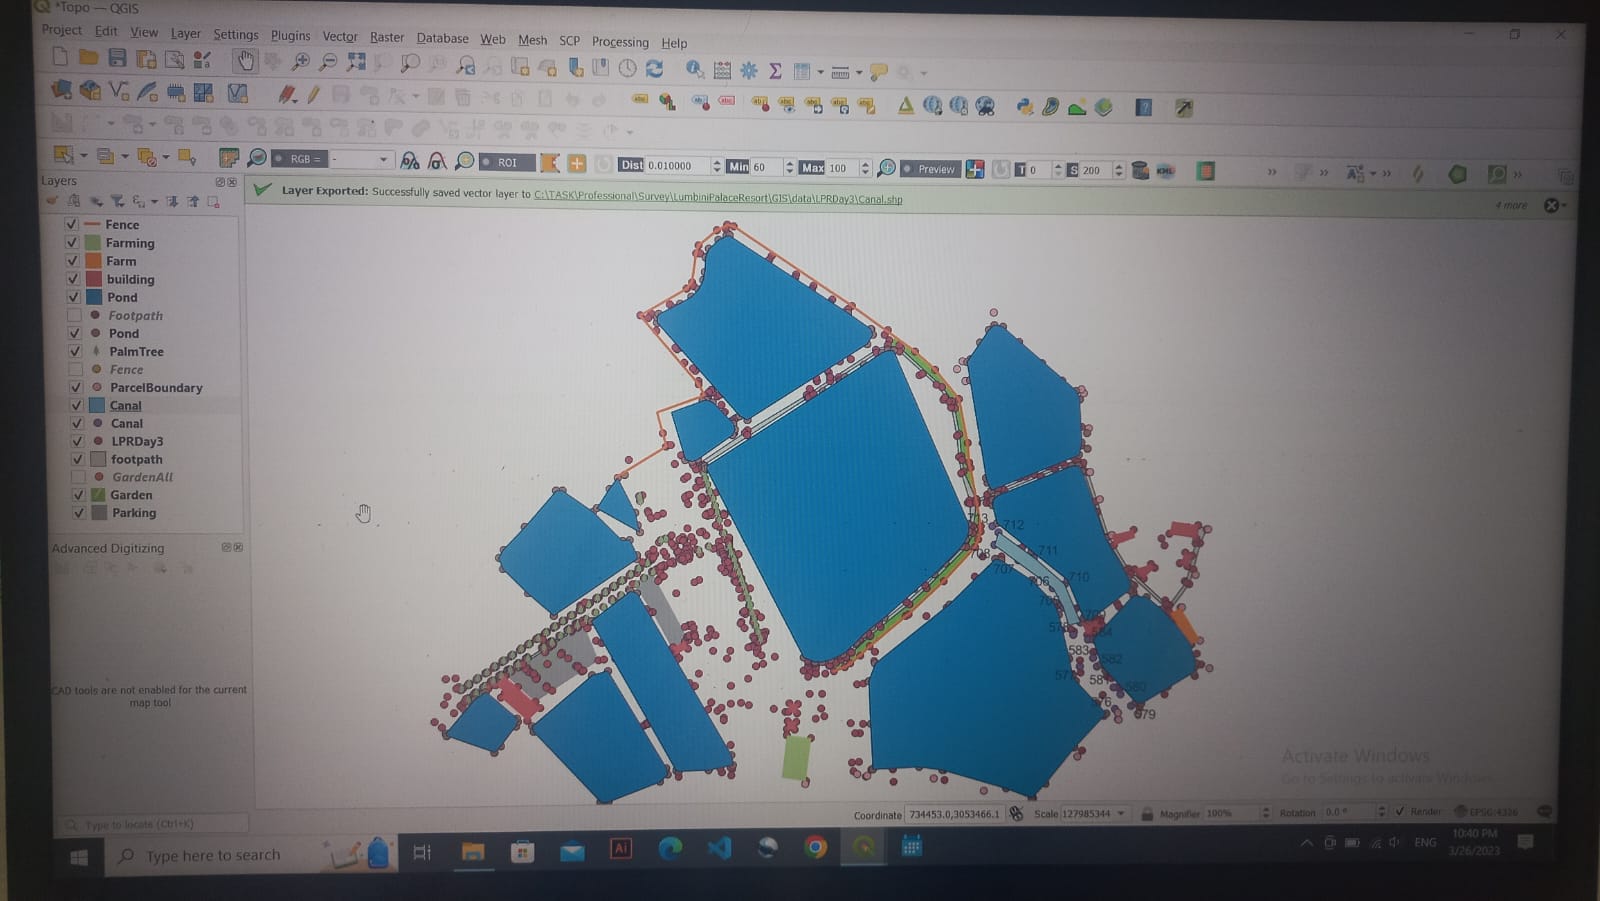 *Topo — QGIS
Project Edit View Layer Settings Plugins Vector Raster Database Web Mesh SCP Processing Help
RGB = - ROI Dist 0.010000 Min 60 Max 100 Preview T 0 S 200
Layers
Layer Exported: Successfully saved vector layer to C:\TASK\Professional\Survey\LumbiniPalaceResort\GIS\data\LPRDay3\Canal.shp
4 more
Fence
Farming
Farm
building
Pond
Footpath
Pond
PalmTree
Fence
ParcelBoundary
Canal
Canal
LPRDay3
footpath
GardenAll
Garden
Parking
Advanced Digitizing
CAD tools are not enabled for the current
map tool
713
712
711
708
707
706
710
583
582
576
579
Activate Windows
Go to Settings to activate Windows.
Type to locate (Ctrl+K)
Coordinate 734453.0,3053466.1 Scale 127985344 Magnifier 100% Rotation 0.0 ° Render EPSG:4326
Type here to search
Ai
ENG
10:40 PM
3/26/2023